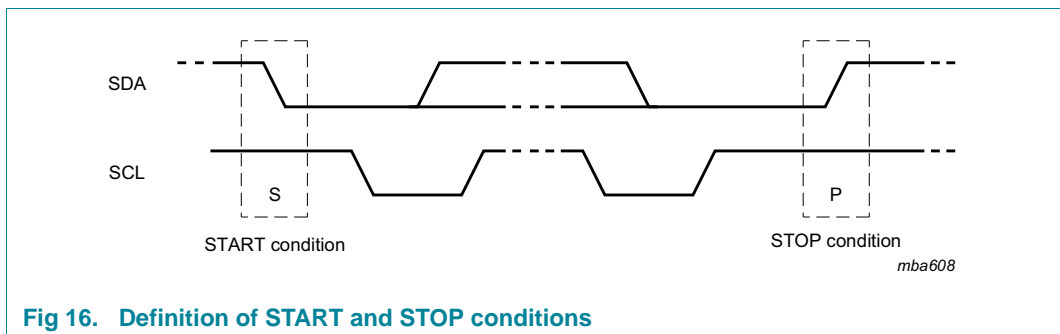 SDA
SCL
S
P
START condition
STOP condition
mba608
Fig 16. Definition of START and STOP conditions